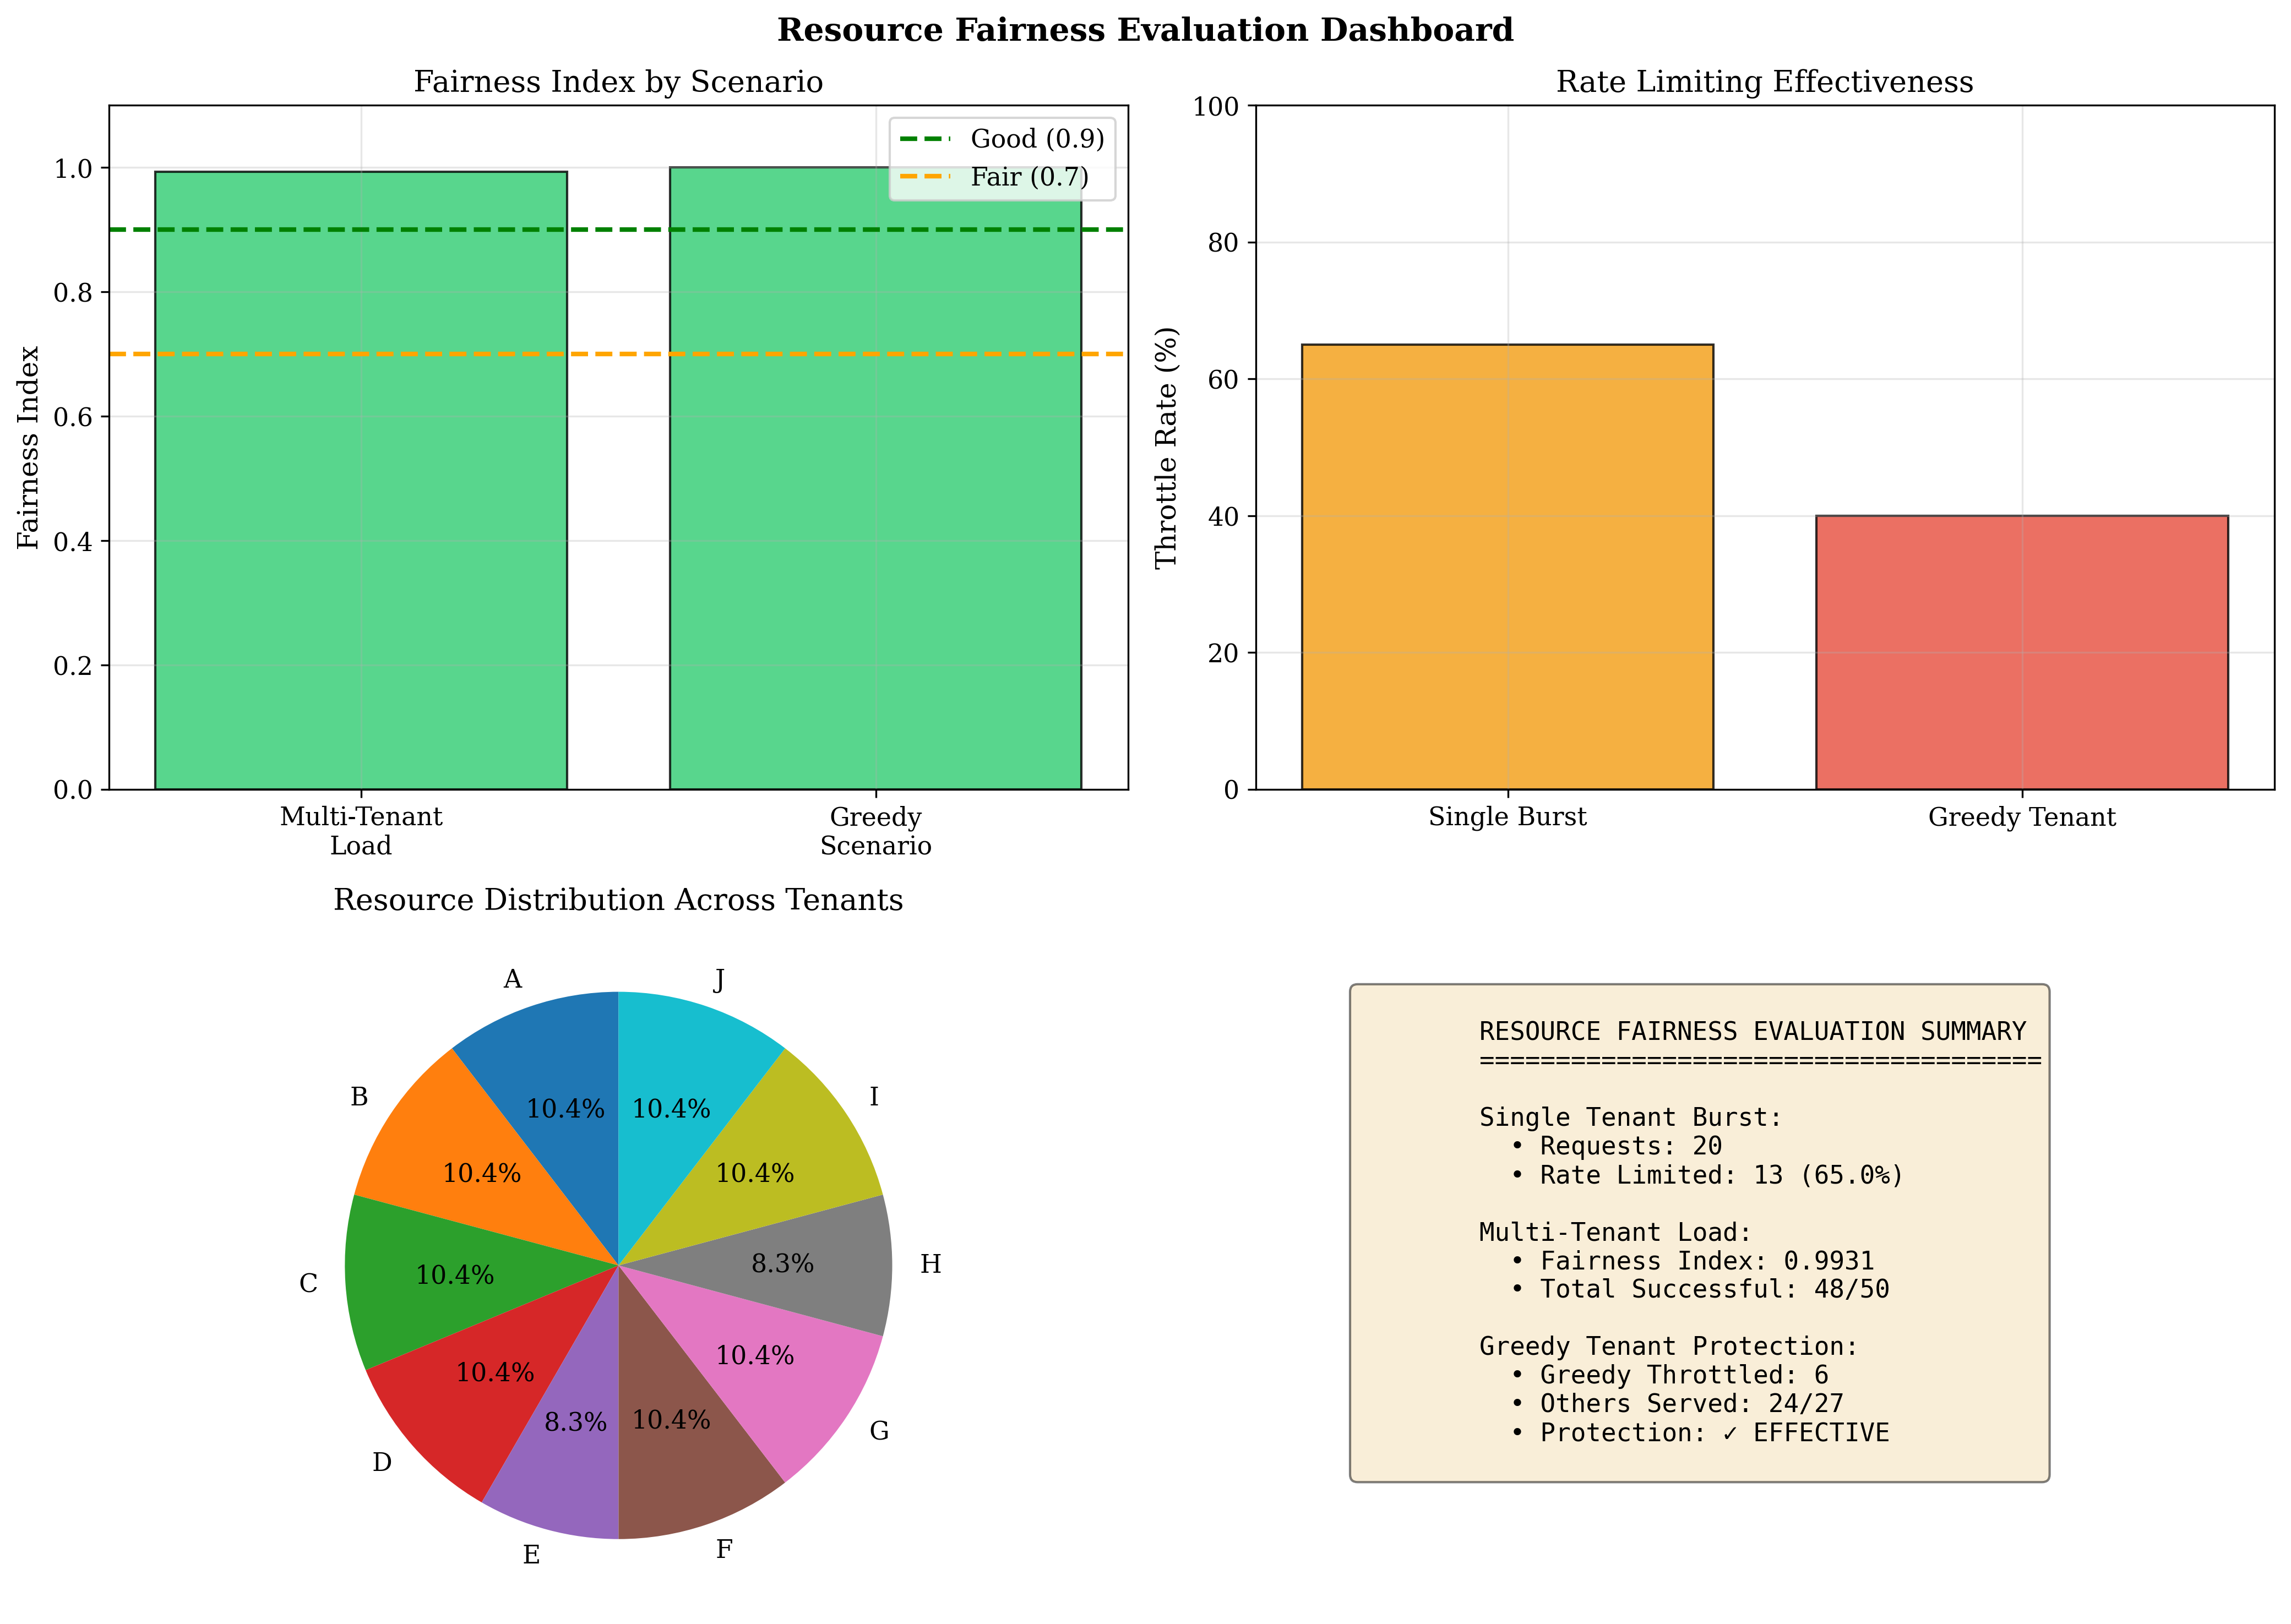 Resource Fairness Evaluation Dashboard
Fairness Index by Scenario
Fairness Index
1.0
0.8
0.6
0.4
0.2
0.0
Good (0.9)
Fair (0.7)
Multi-Tenant
Load
Greedy
Scenario
Rate Limiting Effectiveness
Throttle Rate (%)
100
80
60
40
20
0
Single Burst
Greedy Tenant
Resource Distribution Across Tenants
A
10.4%
B
10.4%
C
10.4%
D
10.4%
E
8.3%
F
10.4%
G
10.4%
H
8.3%
I
10.4%
J
10.4%
RESOURCE FAIRNESS EVALUATION SUMMARY
=====================================
Single Tenant Burst:
• Requests: 20
• Rate Limited: 13 (65.0%)
Multi-Tenant Load:
• Fairness Index: 0.9931
• Total Successful: 48/50
Greedy Tenant Protection:
• Greedy Throttled: 6
• Others Served: 24/27
• Protection: ✓ EFFECTIVE